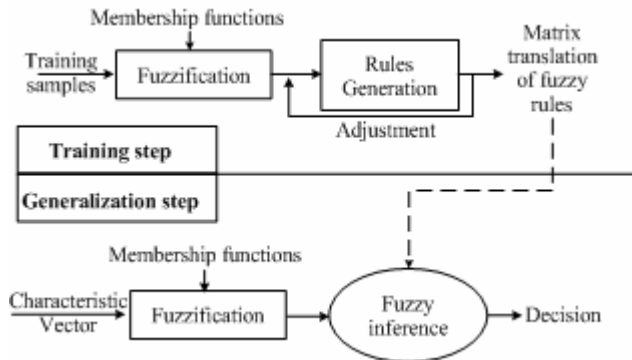 Membership functions
Training
samples
Fuzzification
Rules
Generation
Adjustment
Matrix
translation
of fuzzy
rules
Training step
Generalization step
Membership functions
Characteristic
Vector
Fuzzification
Fuzzy
inference
Decision